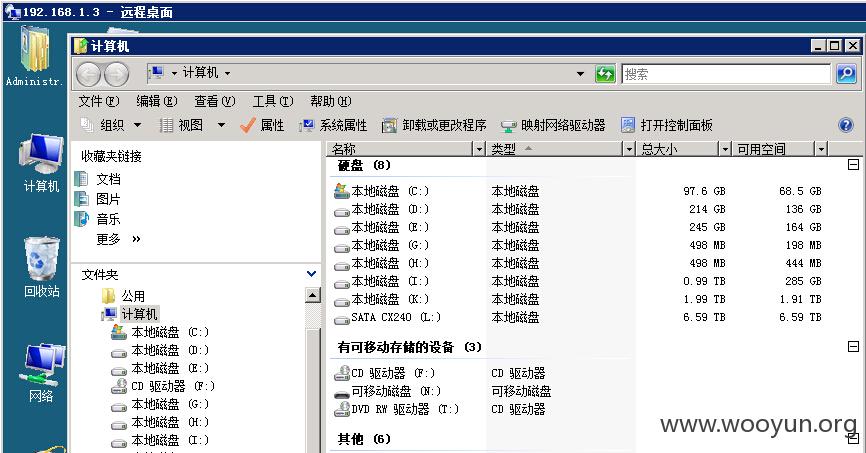 192.168.1.3 - 远程桌面
Administr.
计算机
回收站
网络
计算机
计算机
搜索
文件(F) 编辑(E) 查看(V) 工具(T) 帮助(H)
组织 视图 属性 系统属性 卸载或更改程序 映射网络驱动器 打开控制面板
收藏夹链接
文档
图片
音乐
更多 »
文件夹
公用
计算机
本地磁盘 (C:)
本地磁盘 (D:)
本地磁盘 (E:)
CD 驱动器 (F:)
本地磁盘 (G:)
本地磁盘 (H:)
本地磁盘 (I:)
名称 类型 总大小 可用空间
硬盘 (8)
本地磁盘 (C:) 本地磁盘 97.6 GB 68.5 GB
本地磁盘 (D:) 本地磁盘 214 GB 136 GB
本地磁盘 (E:) 本地磁盘 245 GB 164 GB
本地磁盘 (G:) 本地磁盘 498 MB 198 MB
本地磁盘 (H:) 本地磁盘 498 MB 444 MB
本地磁盘 (I:) 本地磁盘 0.99 TB 285 GB
本地磁盘 (K:) 本地磁盘 1.99 TB 1.91 TB
SATA CX240 (L:) 本地磁盘 6.59 TB 6.59 TB
有可移动存储的设备 (3)
CD 驱动器 (F:) CD 驱动器
可移动磁盘 (N:) 可移动磁盘
DVD RW 驱动器 (T:) CD 驱动器
其他 (6)
www.wooyun.org